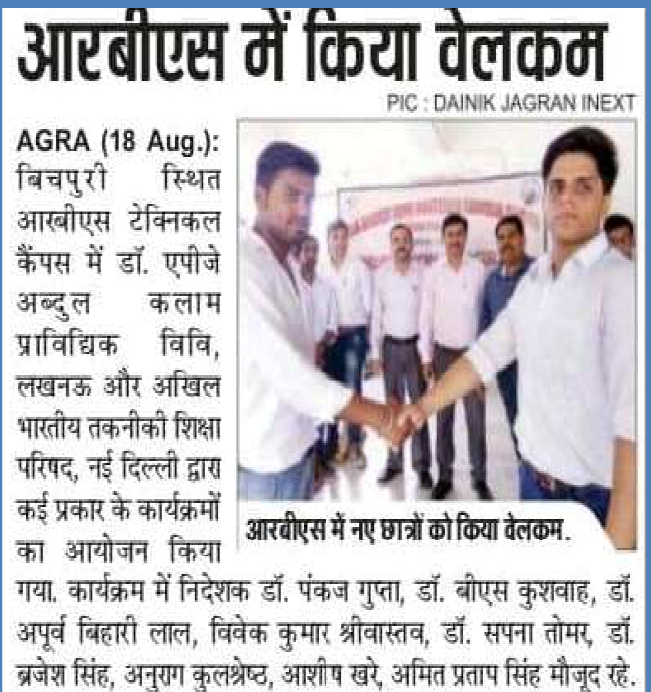 आरबीएस में किया वेलकम
PIC : DAINIK JAGRAN INEXT
AGRA (18 Aug.):
बिचपुरी स्थित
आरबीएस टेक्निकल
कैंपस में डॉ. एपीजे
अब्दुल कलाम
प्राविधिक विवि,
लखनऊ और अखिल
भारतीय तकनीकी शिक्षा
परिषद, नई दिल्ली द्वारा
कई प्रकार के कार्यक्रमों
का आयोजन किया
गया. कार्यक्रम में निदेशक डॉ. पंकज गुप्ता, डॉ. बीएस कुशवाह, डॉ.
अपूर्व बिहारी लाल, विवेक कुमार श्रीवास्तव, डॉ. सपना तोमर, डॉ.
ब्रजेश सिंह, अनुराग कुलश्रेष्ठ, आशीष खरे, अमित प्रताप सिंह मौजूद रहे.
आरबीएस में नए छात्रों को किया वेलकम.